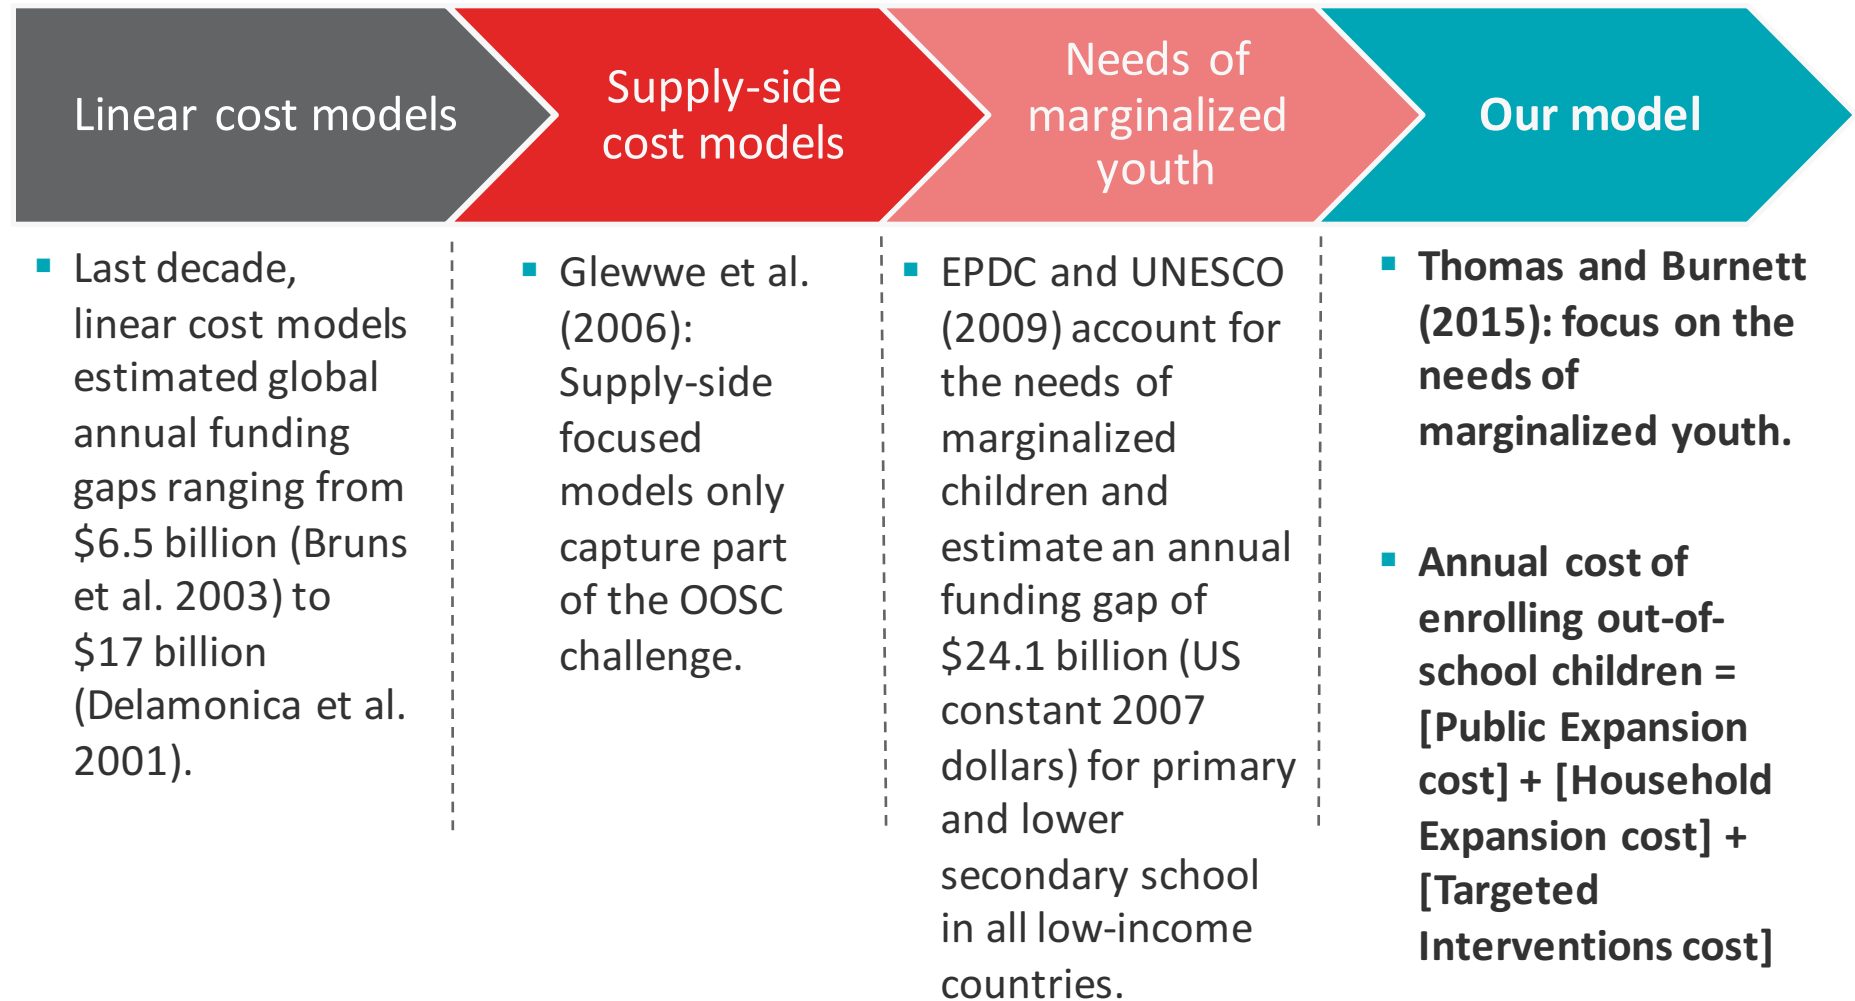 Linear cost models
Supply-side
cost models
Needs of
marginalized
youth
Our model
▪ Last decade,
linear cost models
estimated global
annual funding
gaps ranging from
$6.5 billion (Bruns
et al. 2003) to
$17 billion
(Delamonica et al.
2001).
▪ Glewwe et al.
(2006):
Supply-side
focused
models only
capture part
of the OOSC
challenge.
▪ EPDC and UNESCO
(2009) account for
the needs of
marginalized
children and
estimate an annual
funding gap of
$24.1 billion (US
constant 2007
dollars) for primary
and lower
secondary school
in all low-income
countries.
▪ Thomas and Burnett
(2015): focus on the
needs of
marginalized youth.
▪ Annual cost of
enrolling out-of-
school children =
[Public Expansion
cost] + [Household
Expansion cost] +
[Targeted
Interventions cost]